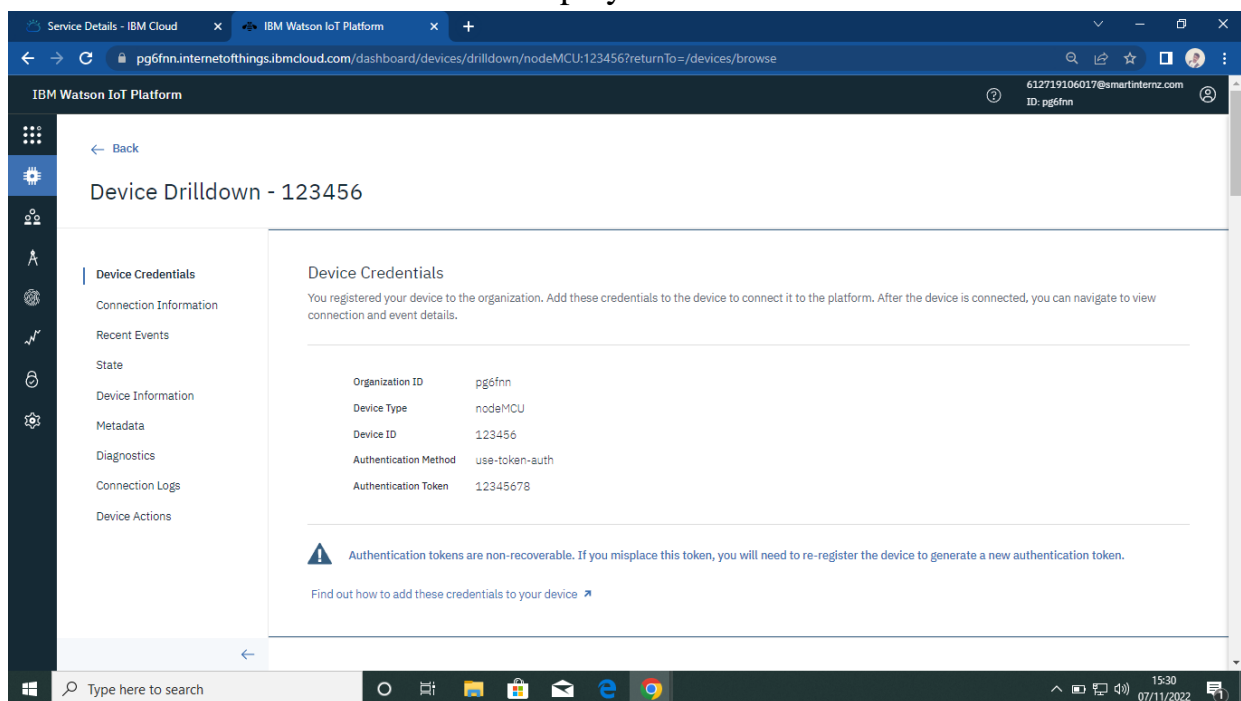 Service Details - IBM Cloud
IBM Watson IoT Platform
pg6fnn.internetofthings.ibmcloud.com/dashboard/devices/drilldown/nodeMCU:123456?returnTo=/devices/browse
IBM Watson IoT Platform
612719106017@smartinternz.com
ID: pg6fnn
Back
Device Drilldown - 123456
Device Credentials
Connection Information
Recent Events
State
Device Information
Metadata
Diagnostics
Connection Logs
Device Actions
Device Credentials
You registered your device to the organization. Add these credentials to the device to connect it to the platform. After the device is connected, you can navigate to view
connection and event details.
Organization ID pg6fnn
Device Type nodeMCU
Device ID 123456
Authentication Method use-token-auth
Authentication Token 12345678
Authentication tokens are non-recoverable. If you misplace this token, you will need to re-register the device to generate a new authentication token.
Find out how to add these credentials to your device
Type here to search
15:30
07/11/2022